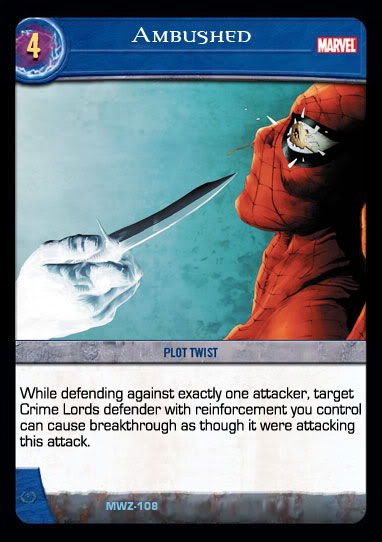 4
AMBUSHED
MARVEL
PLOT TWIST
While defending against exactly one attacker, target
Crime Lords defender with reinforcement you control
can cause breakthrough as though it were attacking
this attack.
MWZ-108